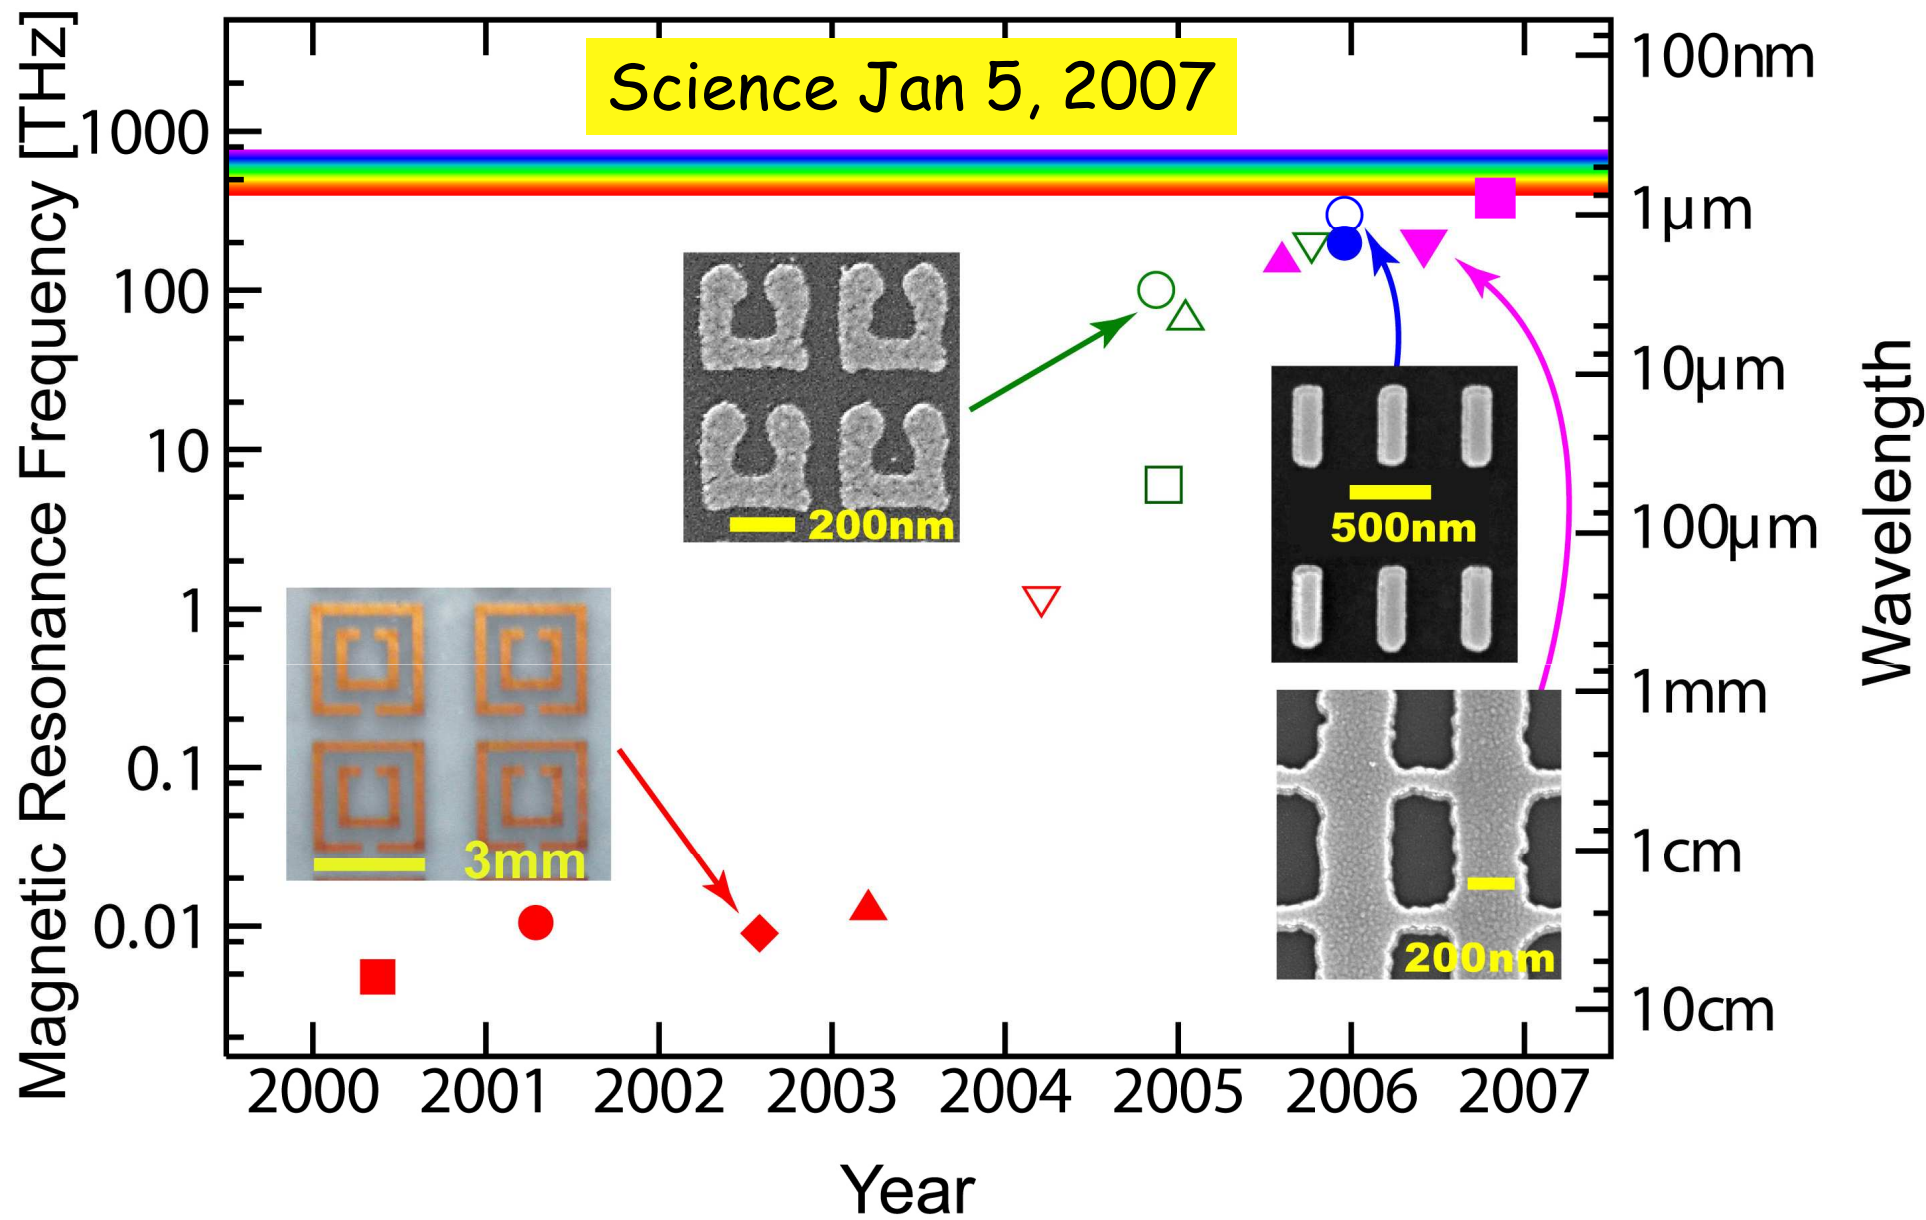 Science Jan 5, 2007
Magnetic Resonance Frequency [THz]
1000
100
10
1
0.1
0.01
100nm
1µm
10µm
100µm
1mm
1cm
10cm
Wavelength
200nm
500nm
3mm
200nm
2000 2001 2002 2003 2004 2005 2006 2007
Year